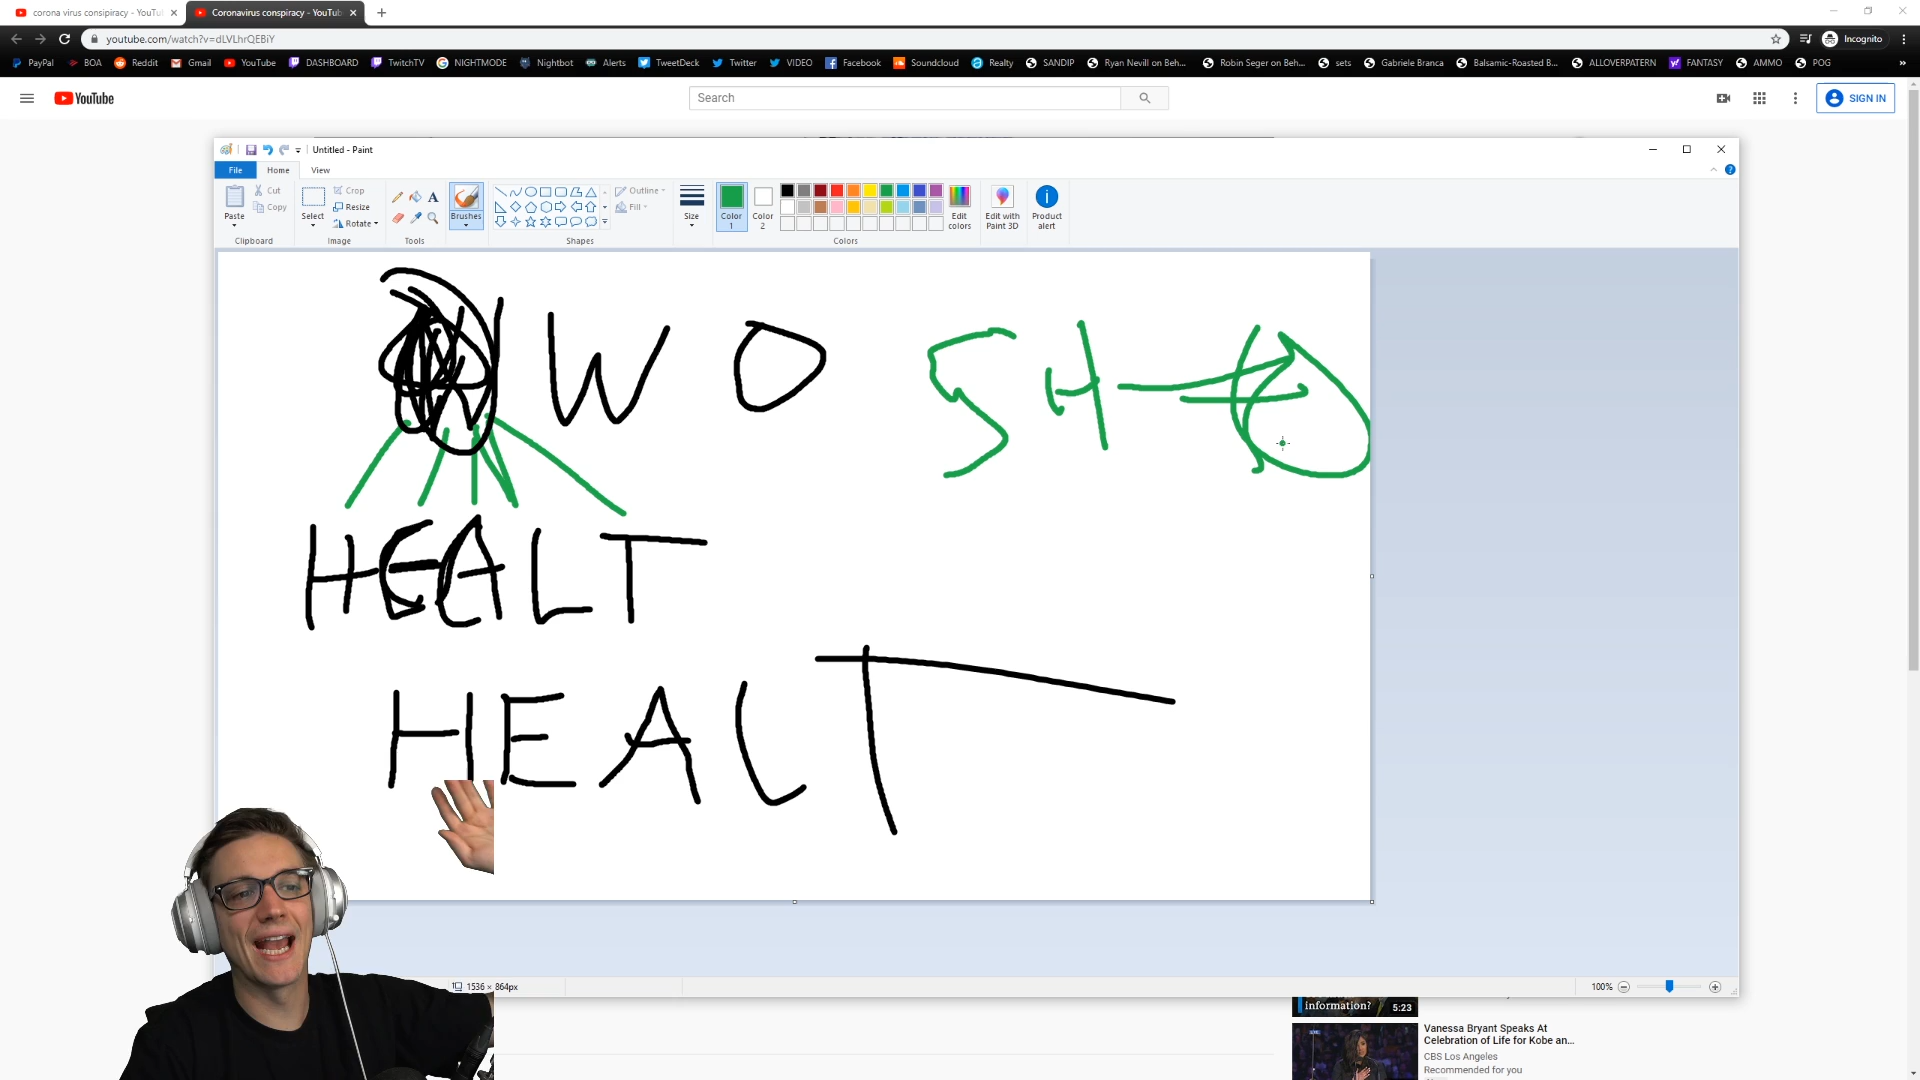 corona virus consipiracy - YouTu
Coronavirus conspiracy - YouTub
youtube.com/watch?v=dLVLhrQEBiY
Incognito
PayPal BOA Reddit Gmail YouTube DASHBOARD TwitchTV NIGHTMODE Nightbot Alerts TweetDeck Twitter VIDEO Facebook Soundcloud Realty SANDIP Ryan Nevill on Beh... Robin Seger on Beh... sets Gabriele Branca Balsamic-Roasted B... ALLOVERPATERN FANTASY AMMO POG
YouTube
Search
SIGN IN
Untitled - Paint
File Home View
Paste
Cut
Copy
Clipboard
Select
Crop
Resize
Rotate
Image
A
Tools
Brushes
Shapes
Outline
Fill
Size
Color 1
Color 2
Edit colors
Edit with Paint 3D
Product alert
Colors
W O
S H
HEALT
HEALT
1536 × 864px
100%
information?
5:23
Vanessa Bryant Speaks At
Celebration of Life for Kobe an...
CBS Los Angeles
Recommended for you